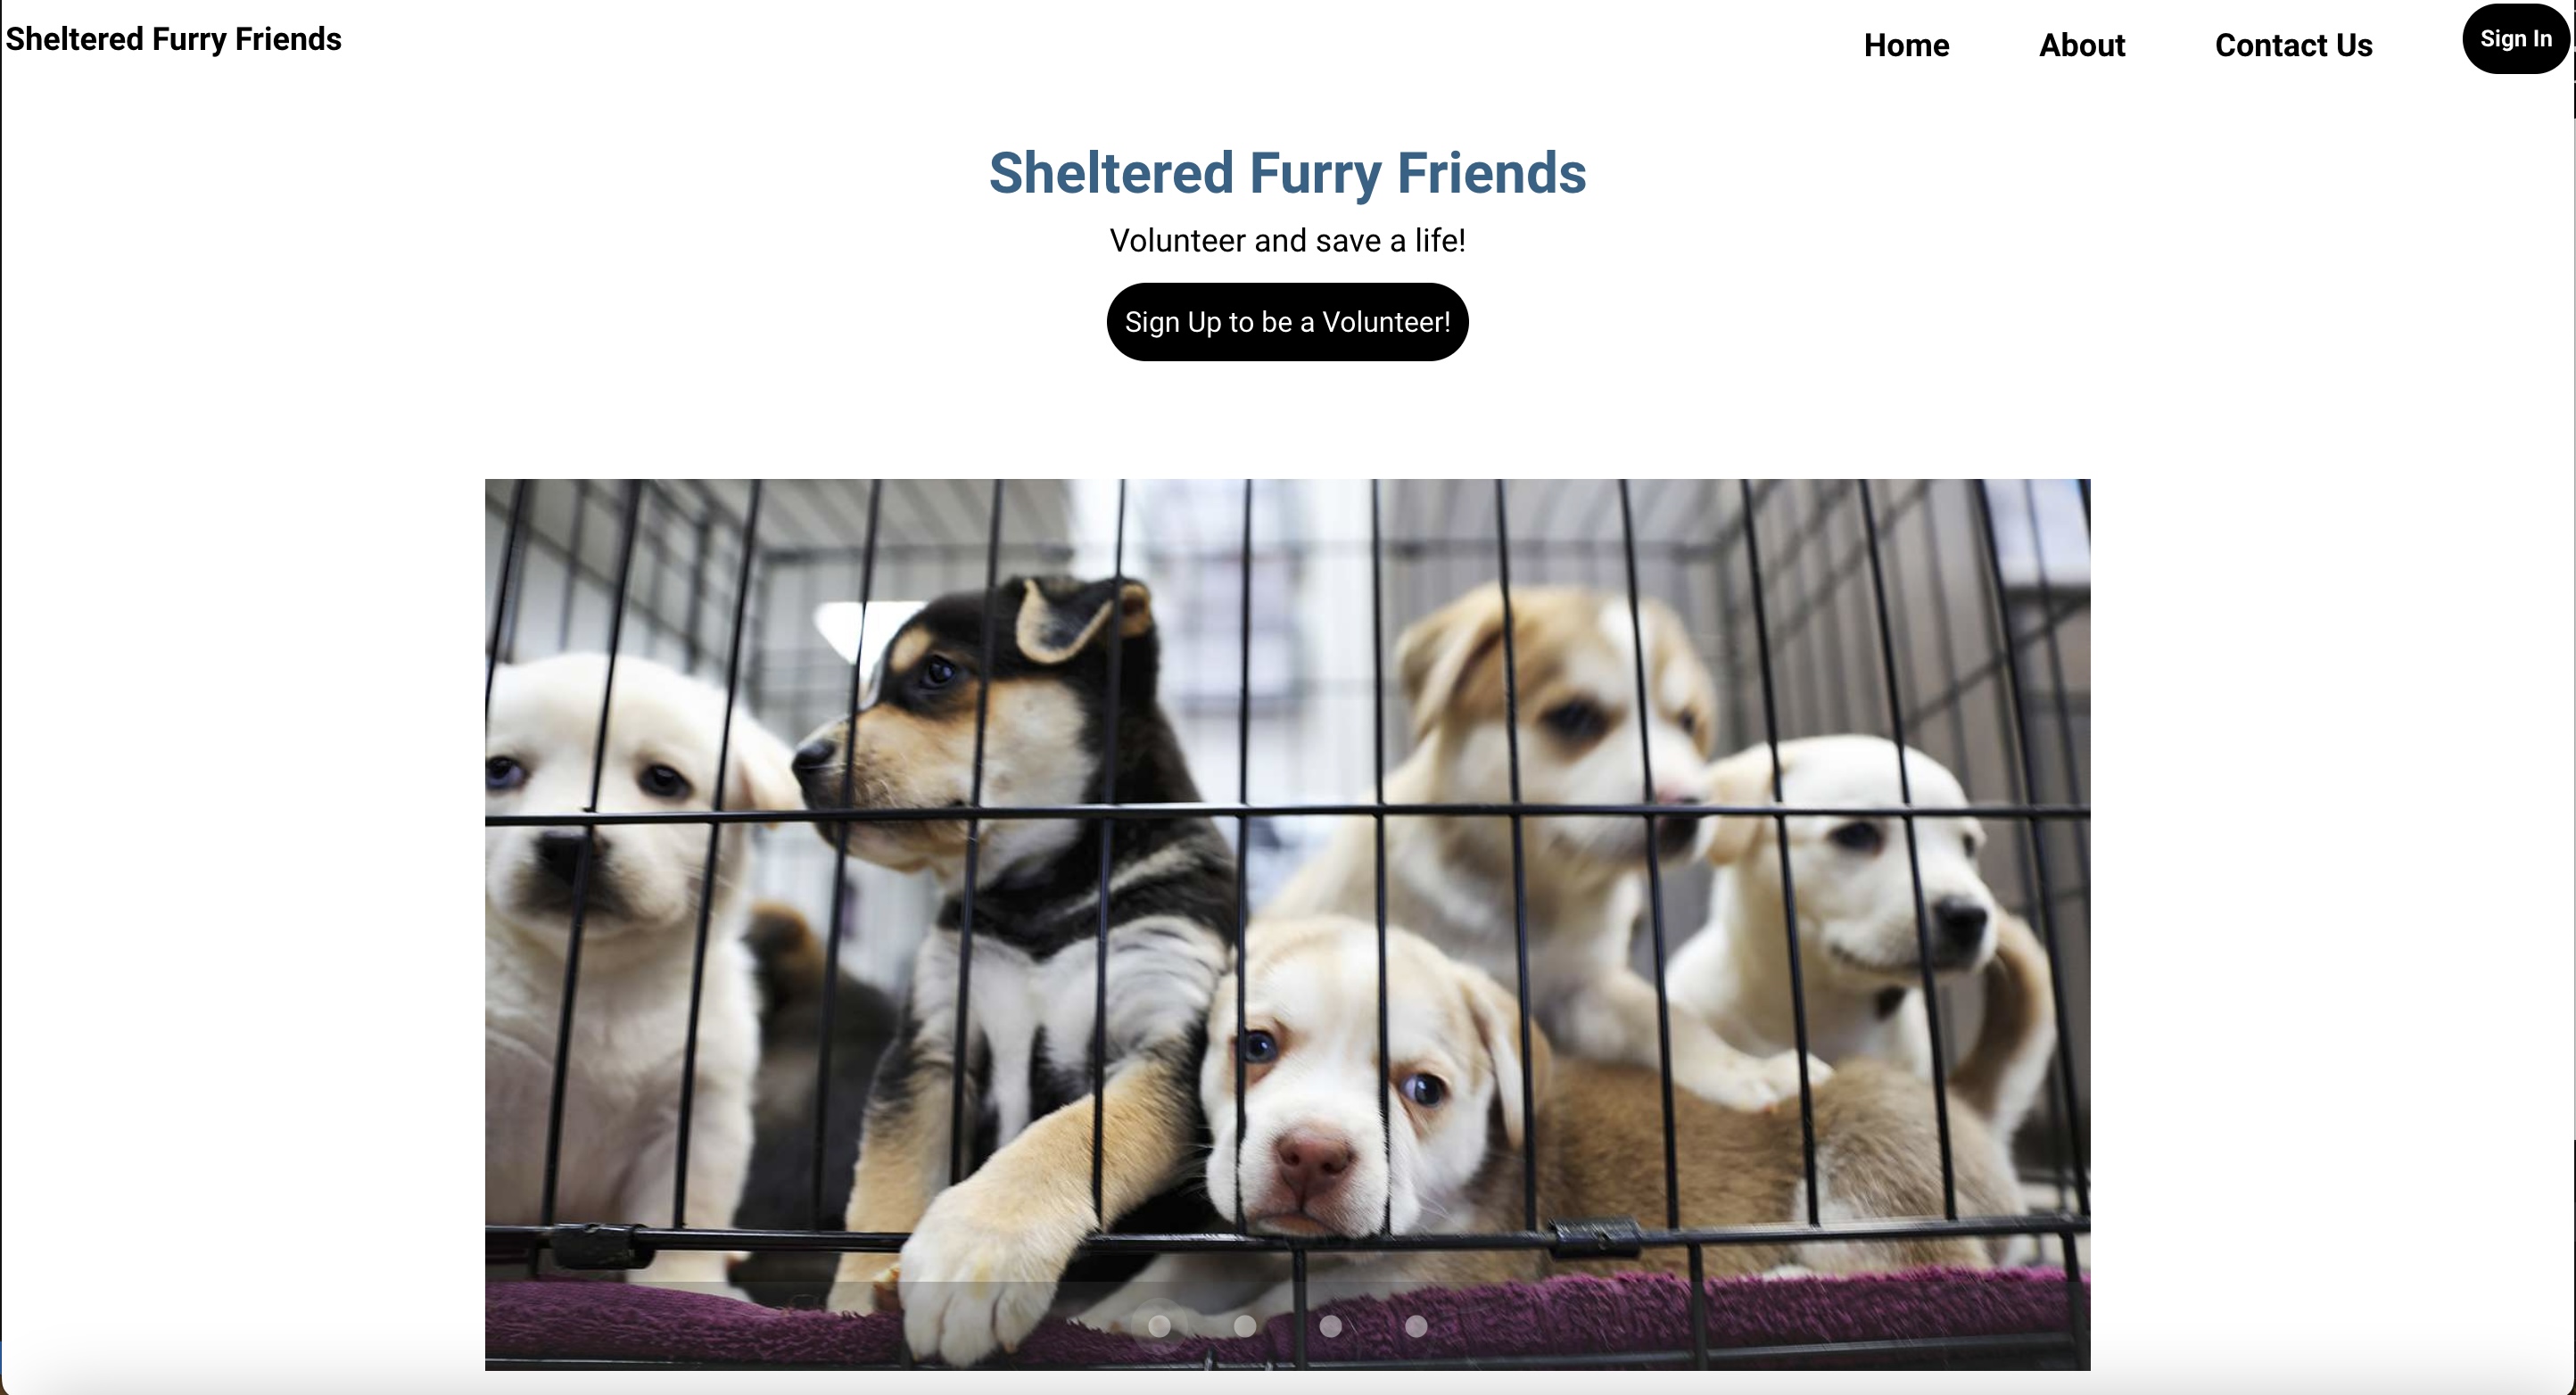 Sheltered Furry Friends
Home About Contact Us Sign In
Sheltered Furry Friends
Volunteer and save a life!
Sign Up to be a Volunteer!